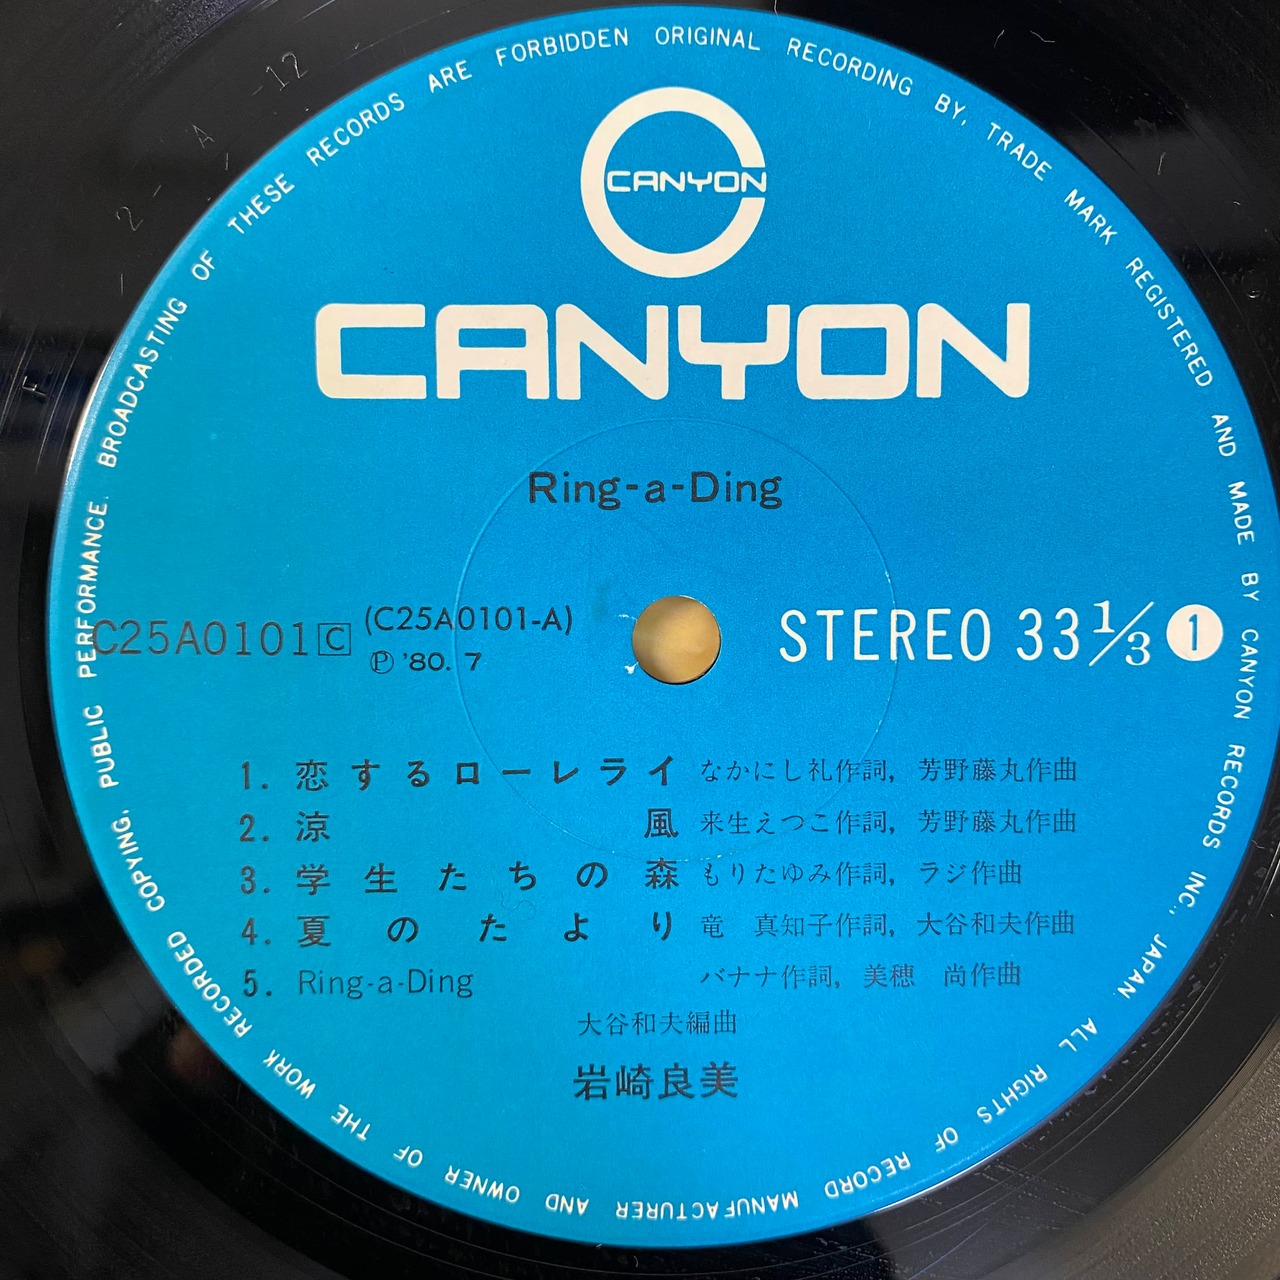 CANYON
CANYON
Ring-a-Ding
C25A0101 C (C25A0101-A)
Ⓟ '80. 7
STEREO 33 1/3 1
1. 恋するローレライ なかにし礼作詞, 芳野藤丸作曲
2. 涼風 来生えつこ作詞, 芳野藤丸作曲
3. 学生たちの森 もりたゆみ作詞, ラジ作曲
4. 夏のたより 竜 真知子作詞, 大谷和夫作曲
5. Ring-a-Ding バナナ作詞, 美穂 尚作曲
大谷和夫編曲
岩崎良美
ORIGINAL RECORDING BY, TRADE MARK REGISTERED AND MADE BY CANYON RECORDS INC., JAPAN ALL RIGHTS OF RECORD MANUFACTURER AND OWNER OF THE WORK RECORDED COPYING, PUBLIC PERFORMANCE. BROADCASTING OF THESE RECORDS ARE FORBIDDEN
2 - A -12
F